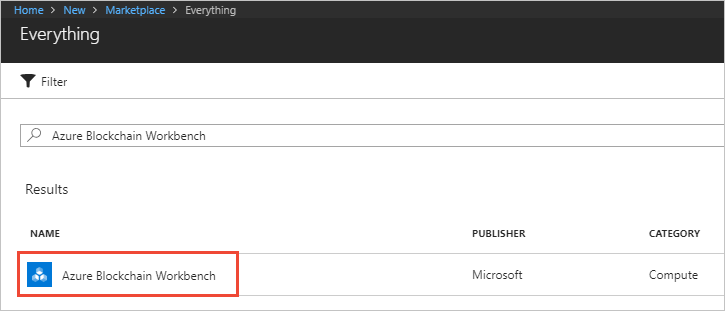 Home > New > Marketplace > Everything
Everything
Filter
Azure Blockchain Workbench
Results
NAME PUBLISHER CATEGORY
Azure Blockchain Workbench Microsoft Compute